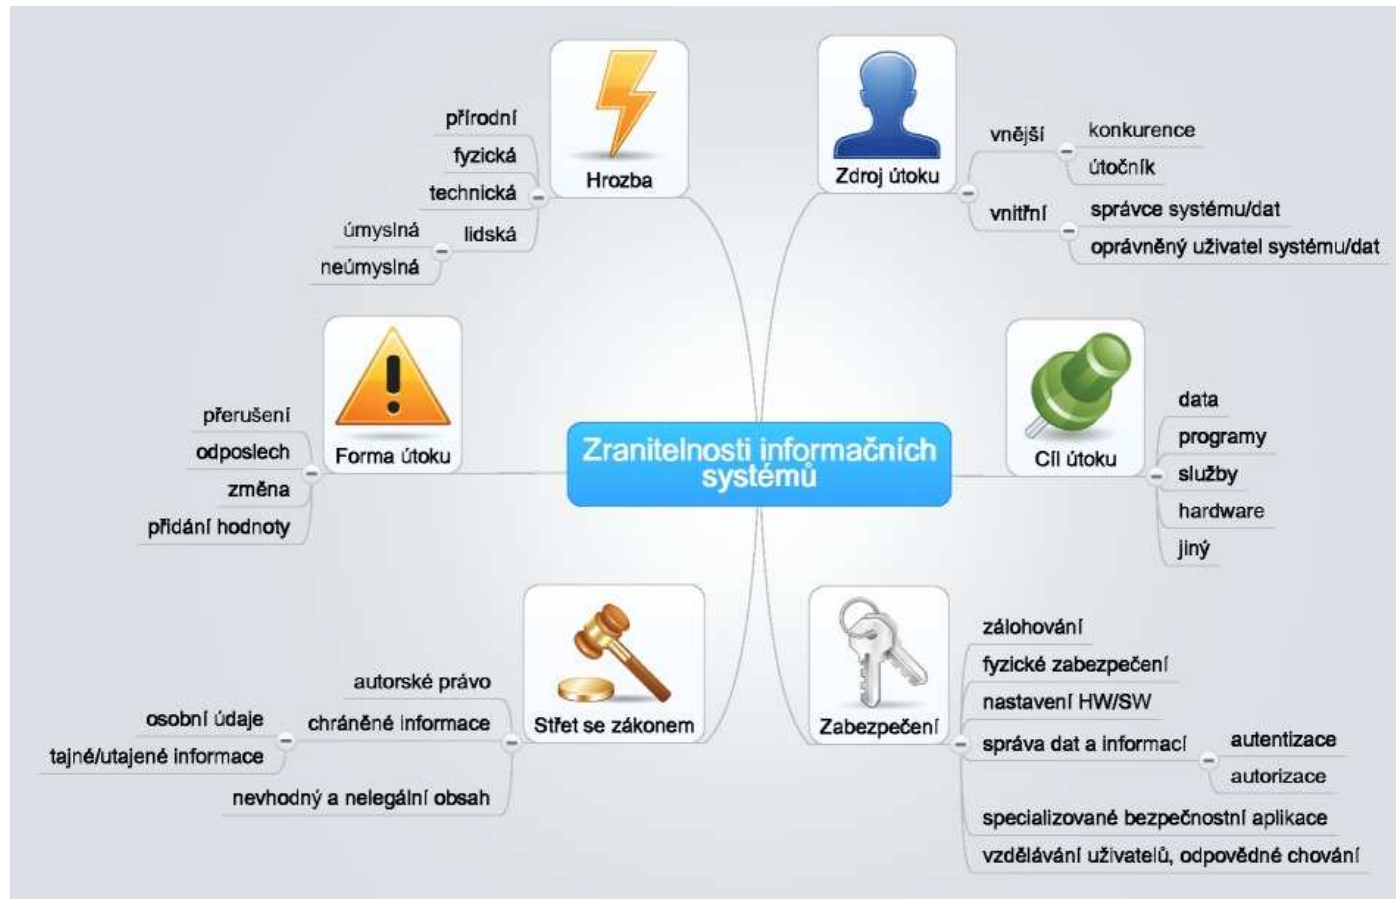 Zranitelnosti informačních
systémů
Hrozba
přírodní
fyzická
technická
lidská
úmyslná
neúmyslná
Zdroj útoku
vnější
konkurence
útočník
vnitřní
správce systému/dat
oprávněný uživatel systému/dat
Forma útoku
přerušení
odposlech
změna
přidání hodnoty
Cíl útoku
data
programy
služby
hardware
jiný
Střet se zákonem
autorské právo
chráněné informace
osobní údaje
tajné/utajené informace
nevhodný a nelegální obsah
Zabezpečení
zálohování
fyzické zabezpečení
nastavení HW/SW
správa dat a informací
autentizace
autorizace
specializované bezpečnostní aplikace
vzdělávání uživatelů, odpovědné chování